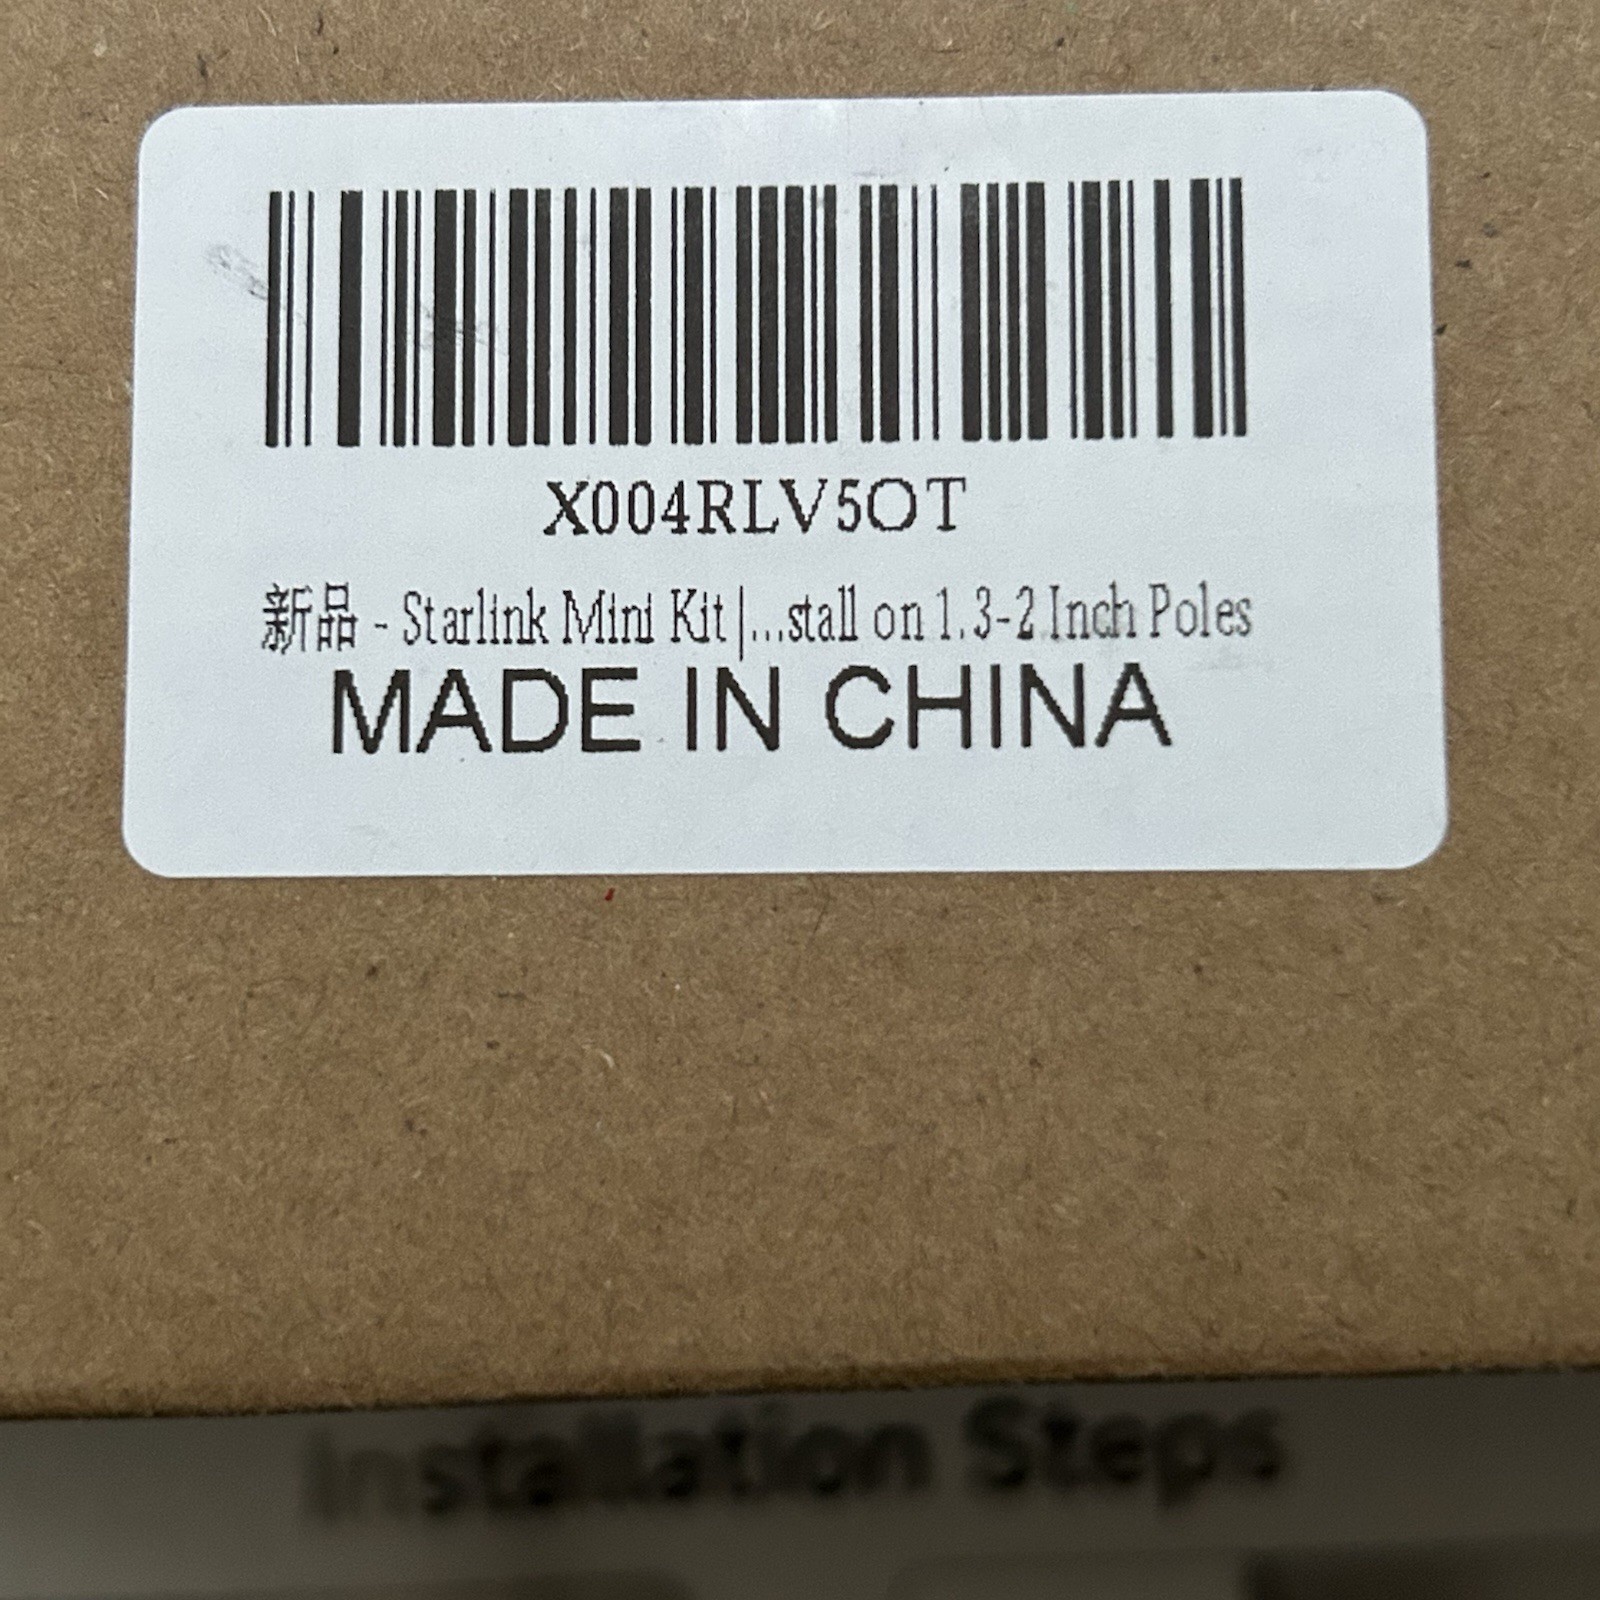 X004RLV5OT
新品 - Starlink Mini Kit |...stall on 1.3-2 Inch Poles
MADE IN CHINA
Installation Steps